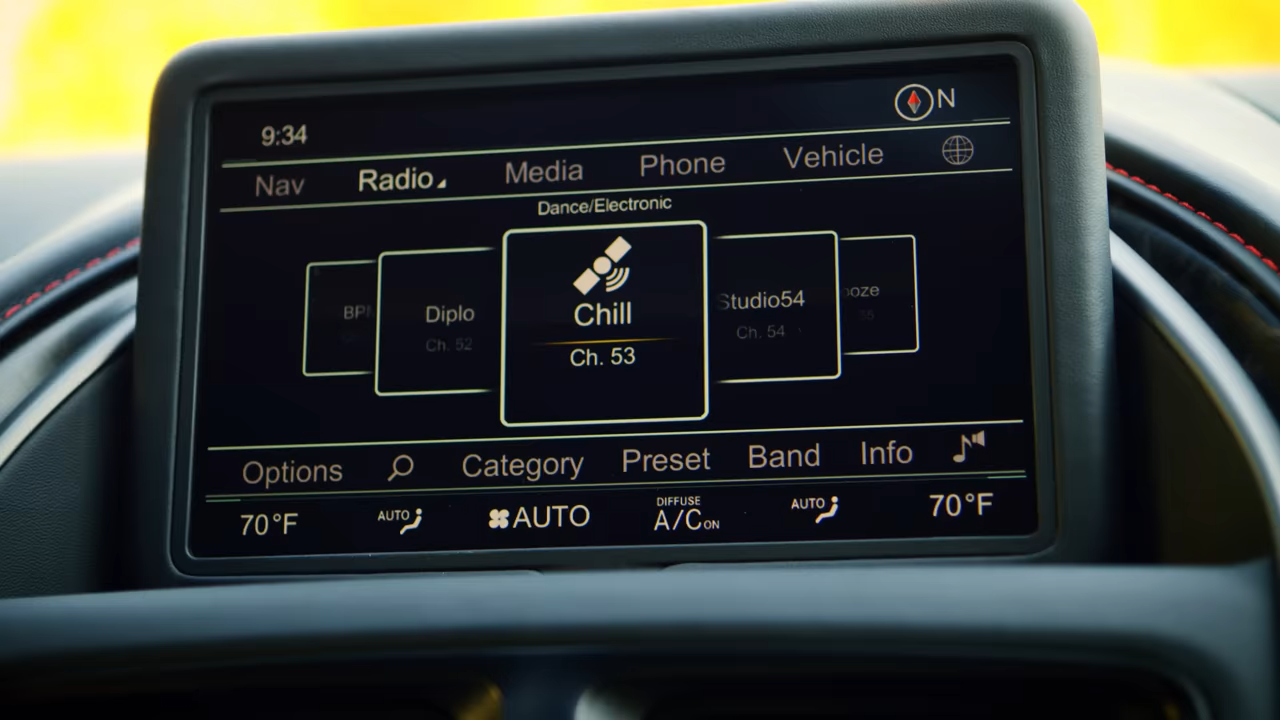 N
9:34
Nav Radio Media Phone Vehicle
Dance/Electronic
Diplo Chill Studio54
Ch. 52 Ch. 53 Ch. 54
Options Category Preset Band Info
70°F AUTO AUTO DIFFUSE A/C ON AUTO 70°F